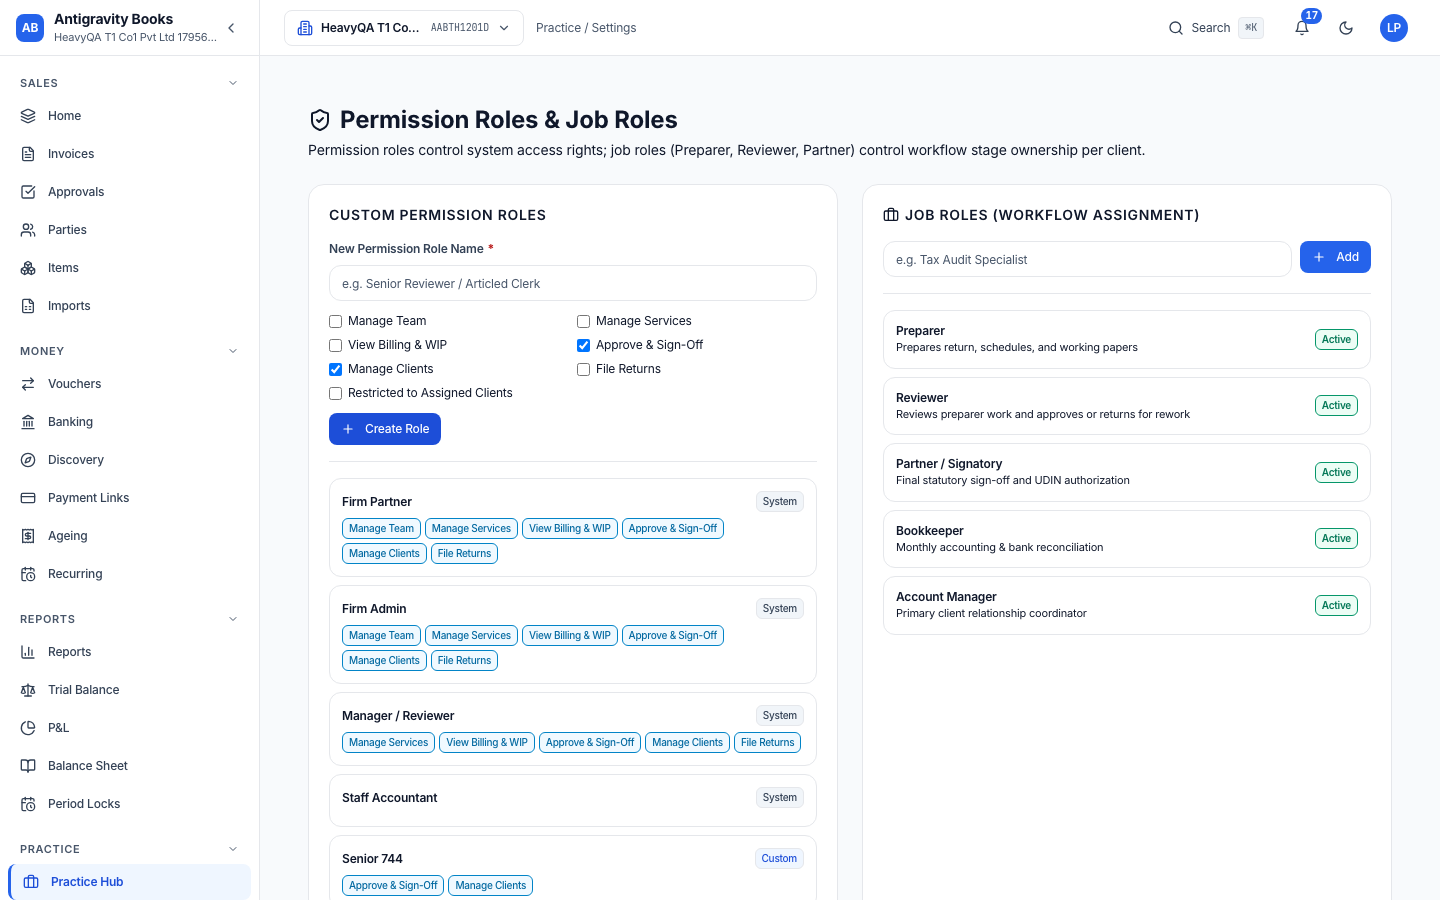 AB
Antigravity Books
HeavyQA T1 Co1 Pvt Ltd 17956...
SALES
Home
Invoices
Approvals
Parties
Items
Imports
MONEY
Vouchers
Banking
Discovery
Payment Links
Ageing
Recurring
REPORTS
Reports
Trial Balance
P&L
Balance Sheet
Period Locks
PRACTICE
Practice Hub
HeavyQA T1 Co... AABTH1201D
Practice / Settings
Search ⌘K
17
LP
Permission Roles & Job Roles
Permission roles control system access rights; job roles (Preparer, Reviewer, Partner) control workflow stage ownership per client.
CUSTOM PERMISSION ROLES
New Permission Role Name *
e.g. Senior Reviewer / Articled Clerk
Manage Team Manage Services
View Billing & WIP Approve & Sign-Off
Manage Clients File Returns
Restricted to Assigned Clients
Create Role
Firm Partner System
Manage Team Manage Services View Billing & WIP Approve & Sign-Off
Manage Clients File Returns
Firm Admin System
Manage Team Manage Services View Billing & WIP Approve & Sign-Off
Manage Clients File Returns
Manager / Reviewer System
Manage Services View Billing & WIP Approve & Sign-Off Manage Clients File Returns
Staff Accountant System
Senior 744 Custom
Approve & Sign-Off Manage Clients
JOB ROLES (WORKFLOW ASSIGNMENT)
e.g. Tax Audit Specialist Add
Preparer
Prepares return, schedules, and working papers
Active
Reviewer
Reviews preparer work and approves or returns for rework
Active
Partner / Signatory
Final statutory sign-off and UDIN authorization
Active
Bookkeeper
Monthly accounting & bank reconciliation
Active
Account Manager
Primary client relationship coordinator
Active